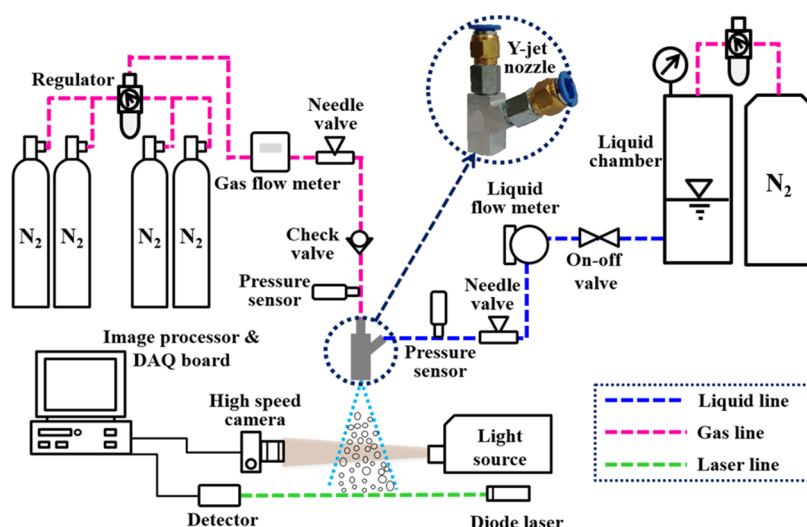 Regulator
Needle
valve
Gas flow meter
N2
N2
N2
N2
Check
valve
Pressure
sensor
Y-jet
nozzle
Liquid
chamber
N2
Liquid
flow meter
On-off
valve
Needle
valve
Pressure
sensor
Image processor &
DAQ board
High speed
camera
Light
source
Detector
Diode laser
Liquid line
Gas line
Laser line